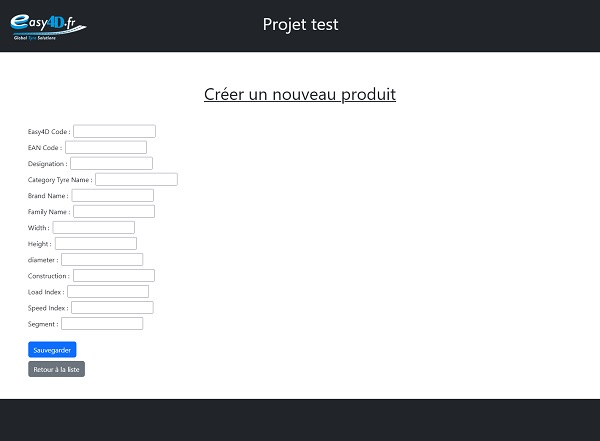 easy4D.fr
Global Tyre Solutions
Projet test
Créer un nouveau produit
Easy4D Code :
EAN Code :
Designation :
Category Tyre Name :
Brand Name :
Family Name :
Width :
Height :
diameter :
Construction :
Load Index :
Speed Index :
Segment :
Sauvegarder
Retour à la liste